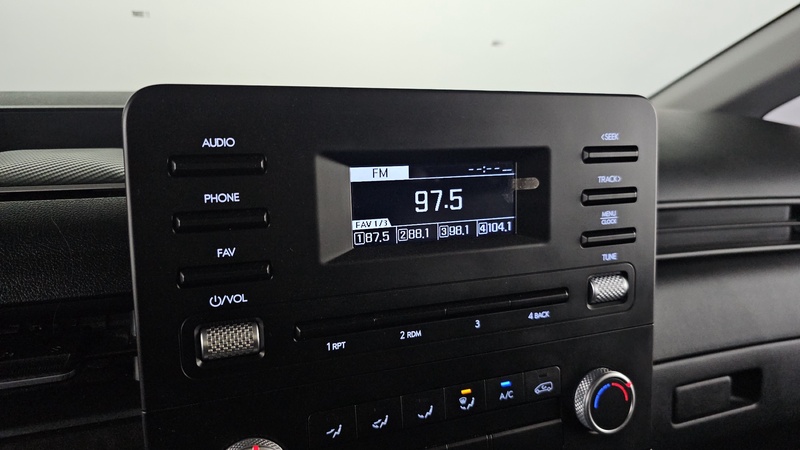 AUDIO
PHONE
FAV
/VOL
FM --:-- --
97.5
FAV 1/3
1 87.5 2 88.1 3 98.1 4 104.1
<SEEK
TRACK>
MENU
CLOCK
TUNE
1 RPT 2 RDM 3 4 BACK
A/C